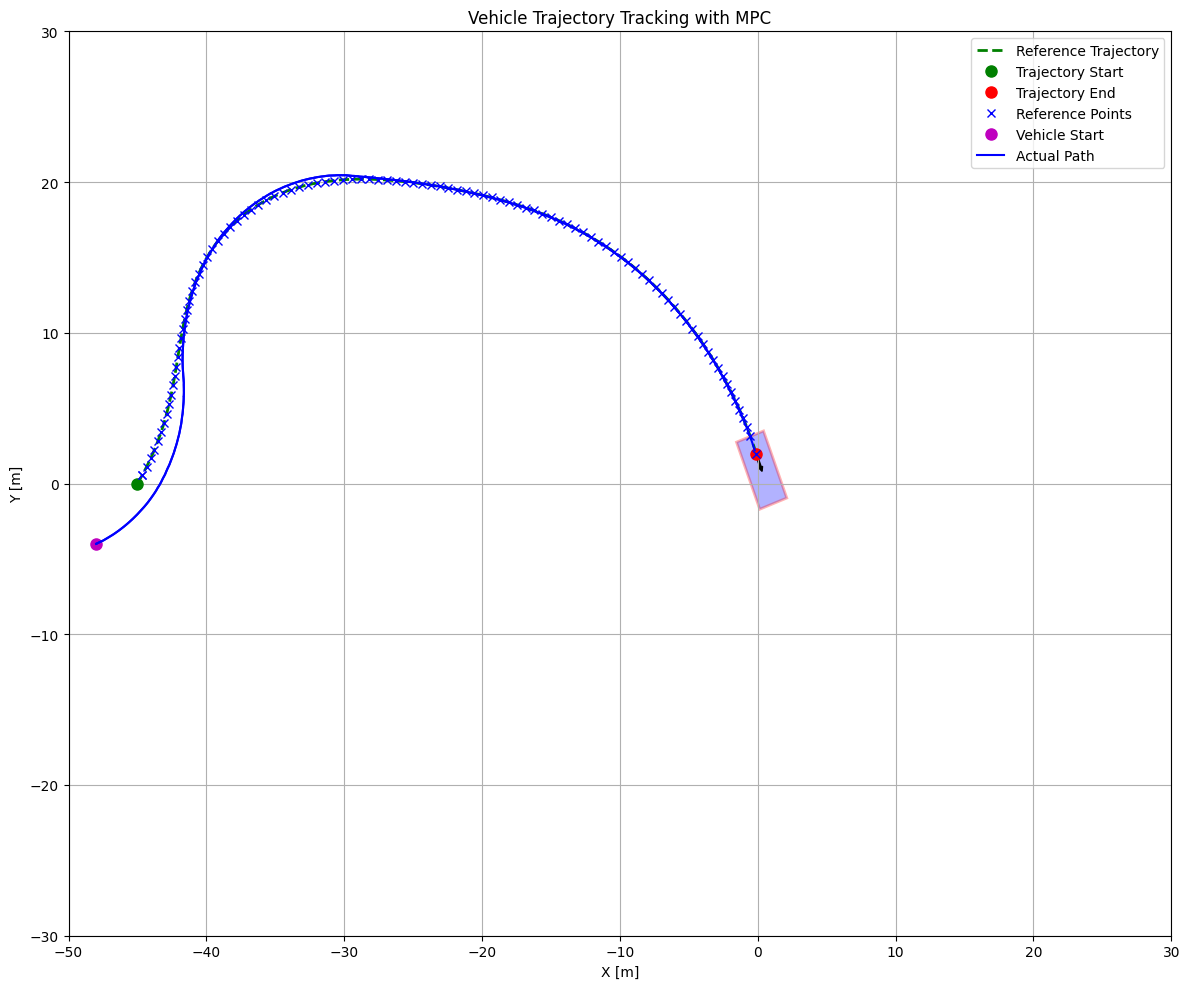 Vehicle Trajectory Tracking with MPC
Reference Trajectory
Trajectory Start
Trajectory End
Reference Points
Vehicle Start
Actual Path
30
20
10
0
−10
−20
−30
Y [m]
−50
−40
−30
−20
−10
0
10
20
30
X [m]